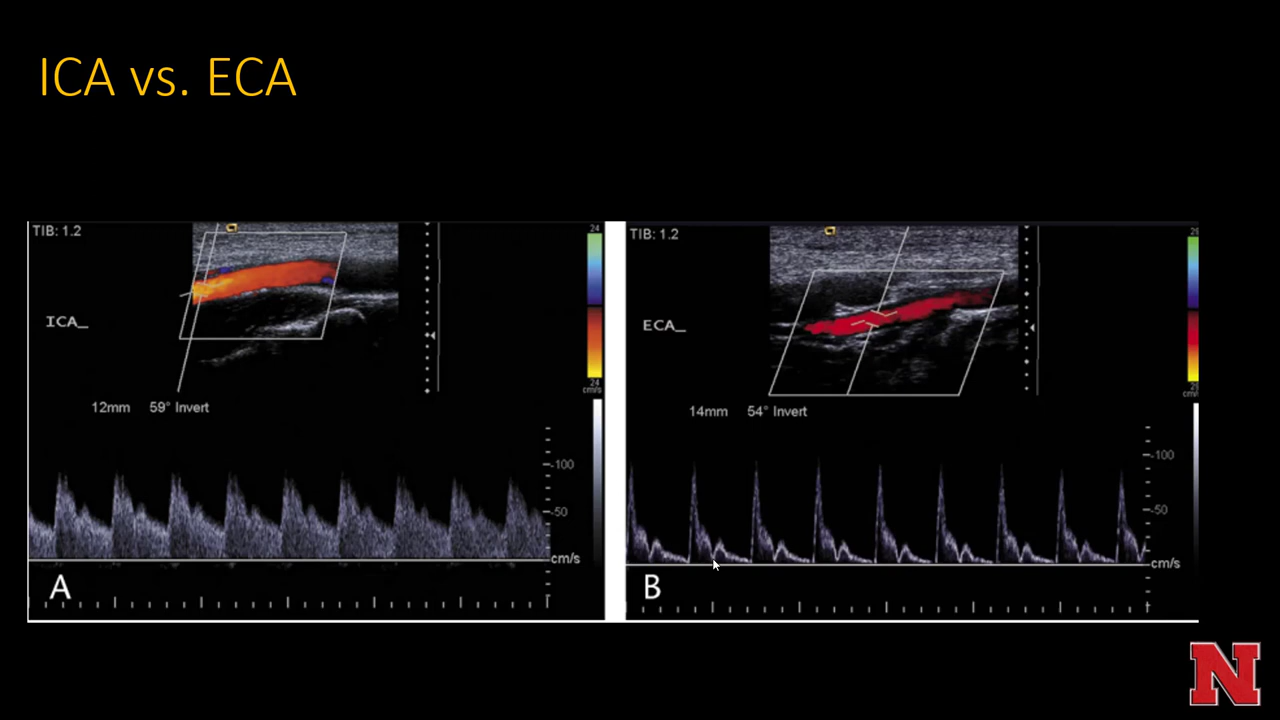 ICA vs. ECA
TIB: 1.2
24
ICA_
24
cm/s
12mm 59° Invert
-100
-50
cm/s
A
TIB: 1.2
ECA_
cm/s
14mm 54° Invert
-100
-50
cm/s
B
N